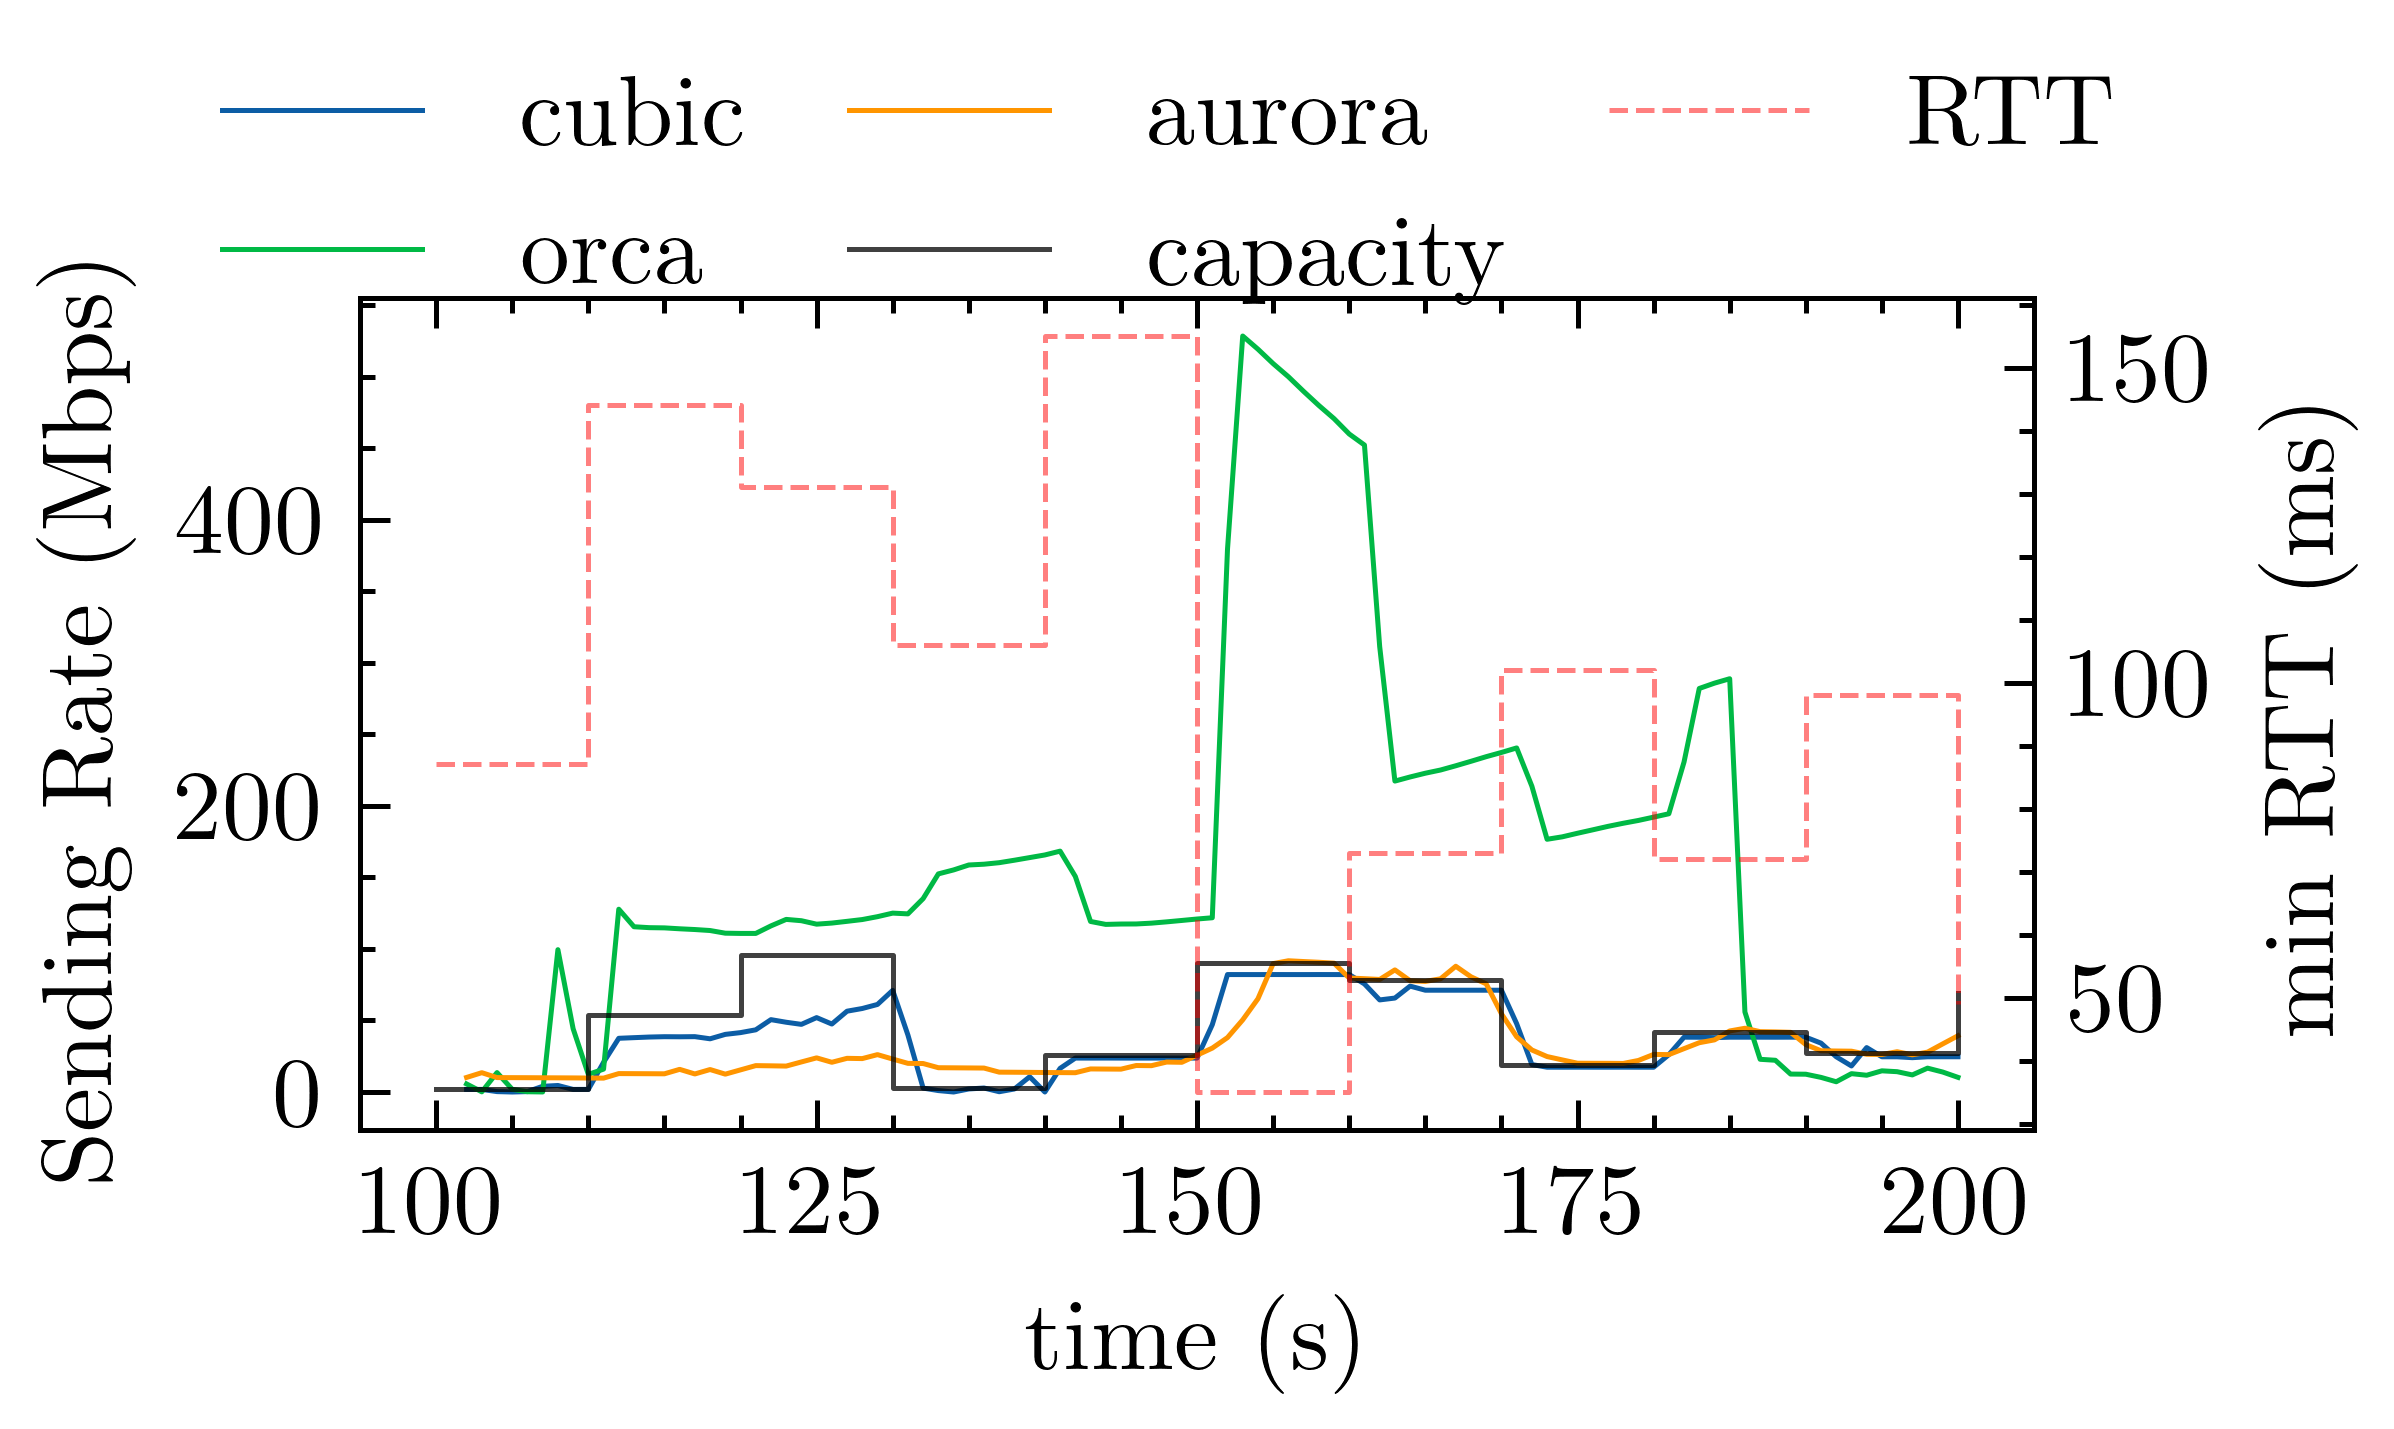 cubic
aurora
RTT
orca
capacity
Sending Rate (Mbps)
400
200
0
150
100
50
min RTT (ms)
100
125
150
175
200
time (s)